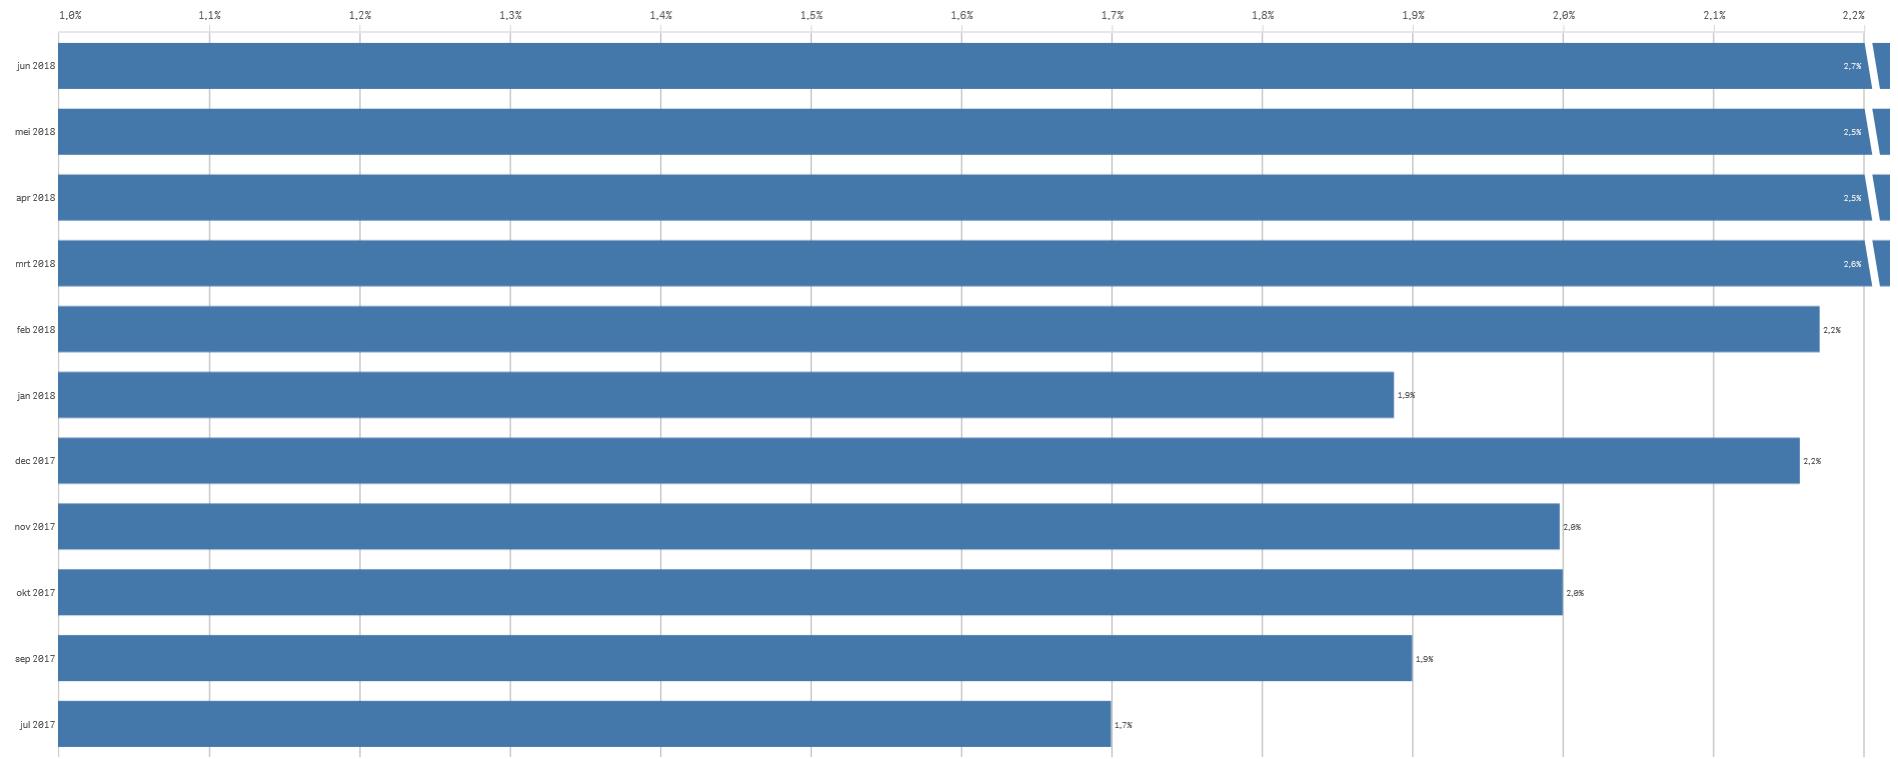 1,0% 1,1% 1,2% 1,3% 1,4% 1,5% 1,6% 1,7% 1,8% 1,9% 2,0% 2,1% 2,2%
jun 2018 2,7%
mei 2018 2,5%
apr 2018 2,5%
mrt 2018 2,6%
feb 2018 2,2%
jan 2018 1,9%
dec 2017 2,2%
nov 2017 2,0%
okt 2017 2,0%
sep 2017 1,9%
jul 2017 1,7%